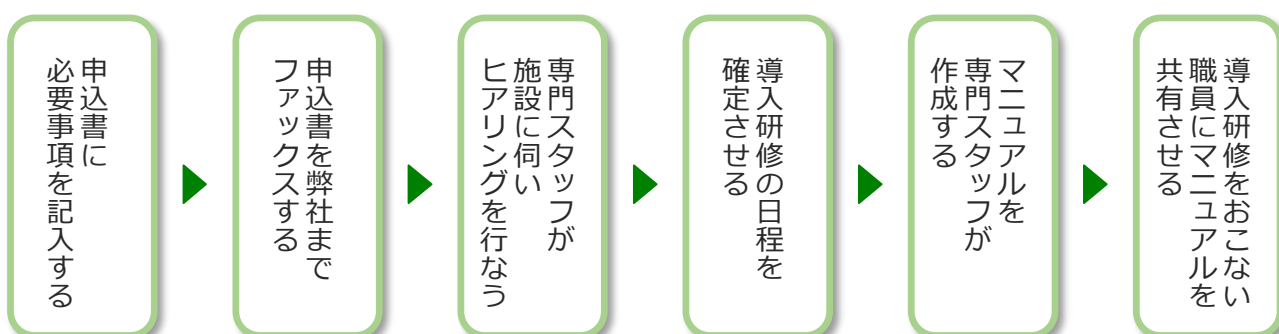 申込書に
必要事項を記入する
申込書を弊社まで
ファックスする
専門スタッフが
施設に伺い
ヒアリングを行なう
導入研修の日程を
確定させる
マニュアルを
専門スタッフが
作成する
導入研修をおこない
職員にマニュアルを
共有させる